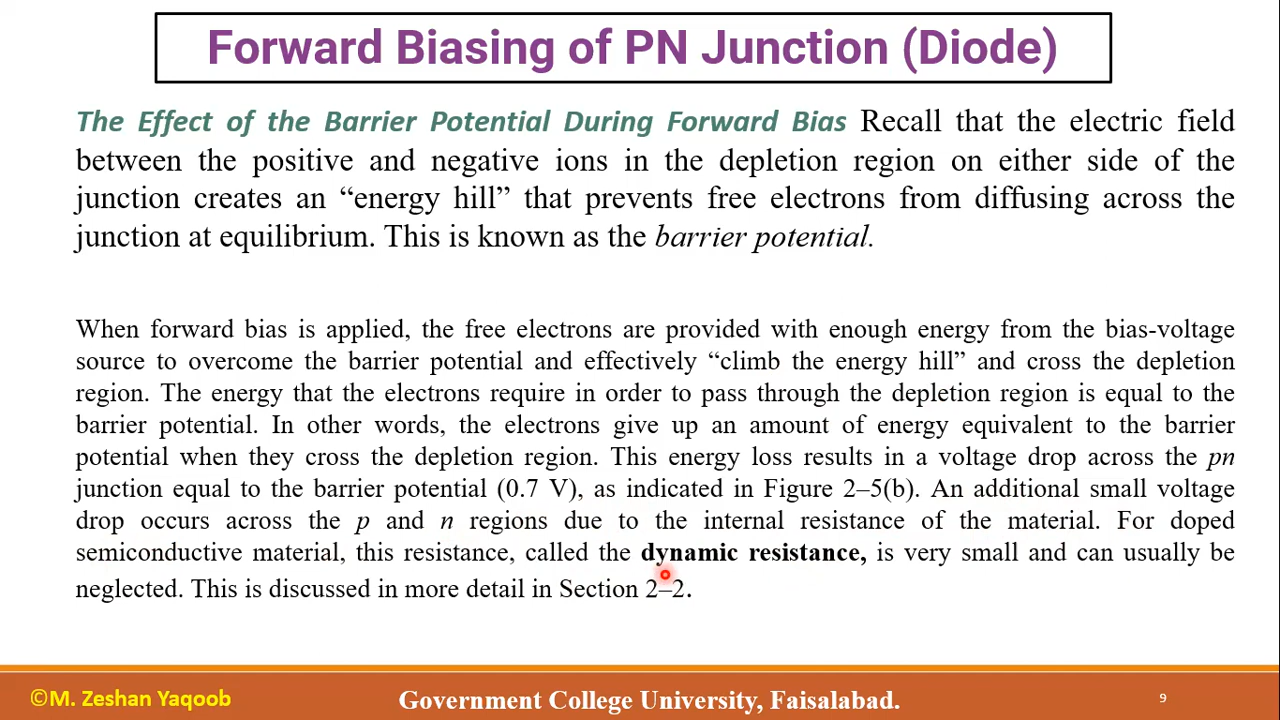 Forward Biasing of PN Junction (Diode)
The Effect of the Barrier Potential During Forward Bias Recall that the electric field
between the positive and negative ions in the depletion region on either side of the
junction creates an “energy hill” that prevents free electrons from diffusing across the
junction at equilibrium. This is known as the barrier potential.
When forward bias is applied, the free electrons are provided with enough energy from the bias-voltage
source to overcome the barrier potential and effectively “climb the energy hill” and cross the depletion
region. The energy that the electrons require in order to pass through the depletion region is equal to the
barrier potential. In other words, the electrons give up an amount of energy equivalent to the barrier
potential when they cross the depletion region. This energy loss results in a voltage drop across the pn
junction equal to the barrier potential (0.7 V), as indicated in Figure 2–5(b). An additional small voltage
drop occurs across the p and n regions due to the internal resistance of the material. For doped
semiconductive material, this resistance, called the dynamic resistance, is very small and can usually be
neglected. This is discussed in more detail in Section 2–2.
©M. Zeshan Yaqoob
Government College University, Faisalabad.
9